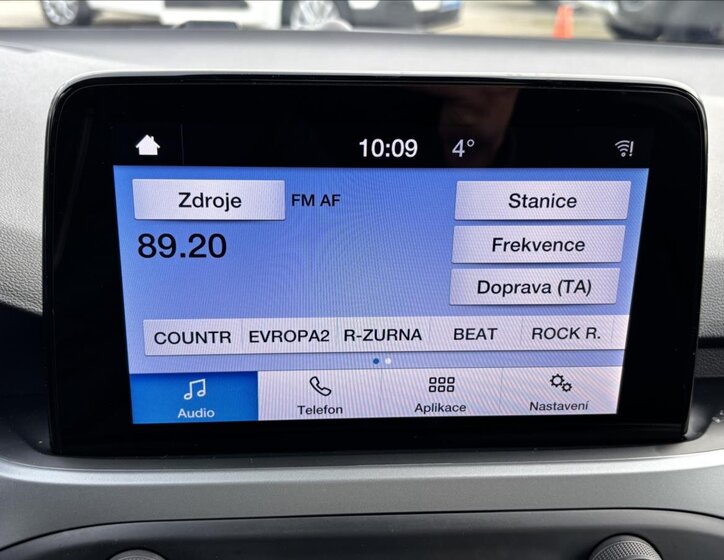 10:09 4°
Zdroje FM AF Stanice
89.20 Frekvence
Doprava (TA)
COUNTR EVROPA2 R-ZURNA BEAT ROCK R.
Audio Telefon Aplikace Nastavení